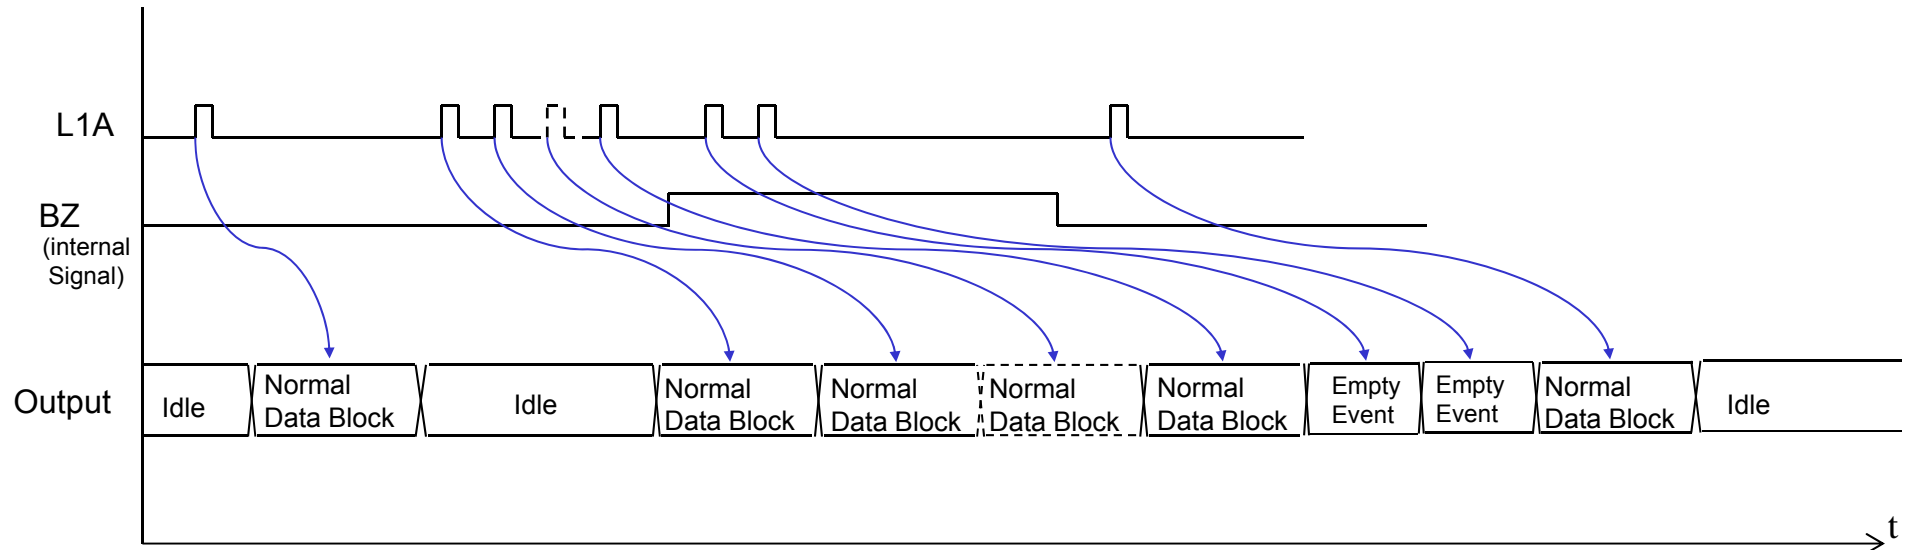 L1A
BZ
(internal
Signal)
Output
Idle
Normal
Data Block
Idle
Normal
Data Block
Normal
Data Block
Normal
Data Block
Normal
Data Block
Empty
Event
Empty
Event
Normal
Data Block
Idle
t